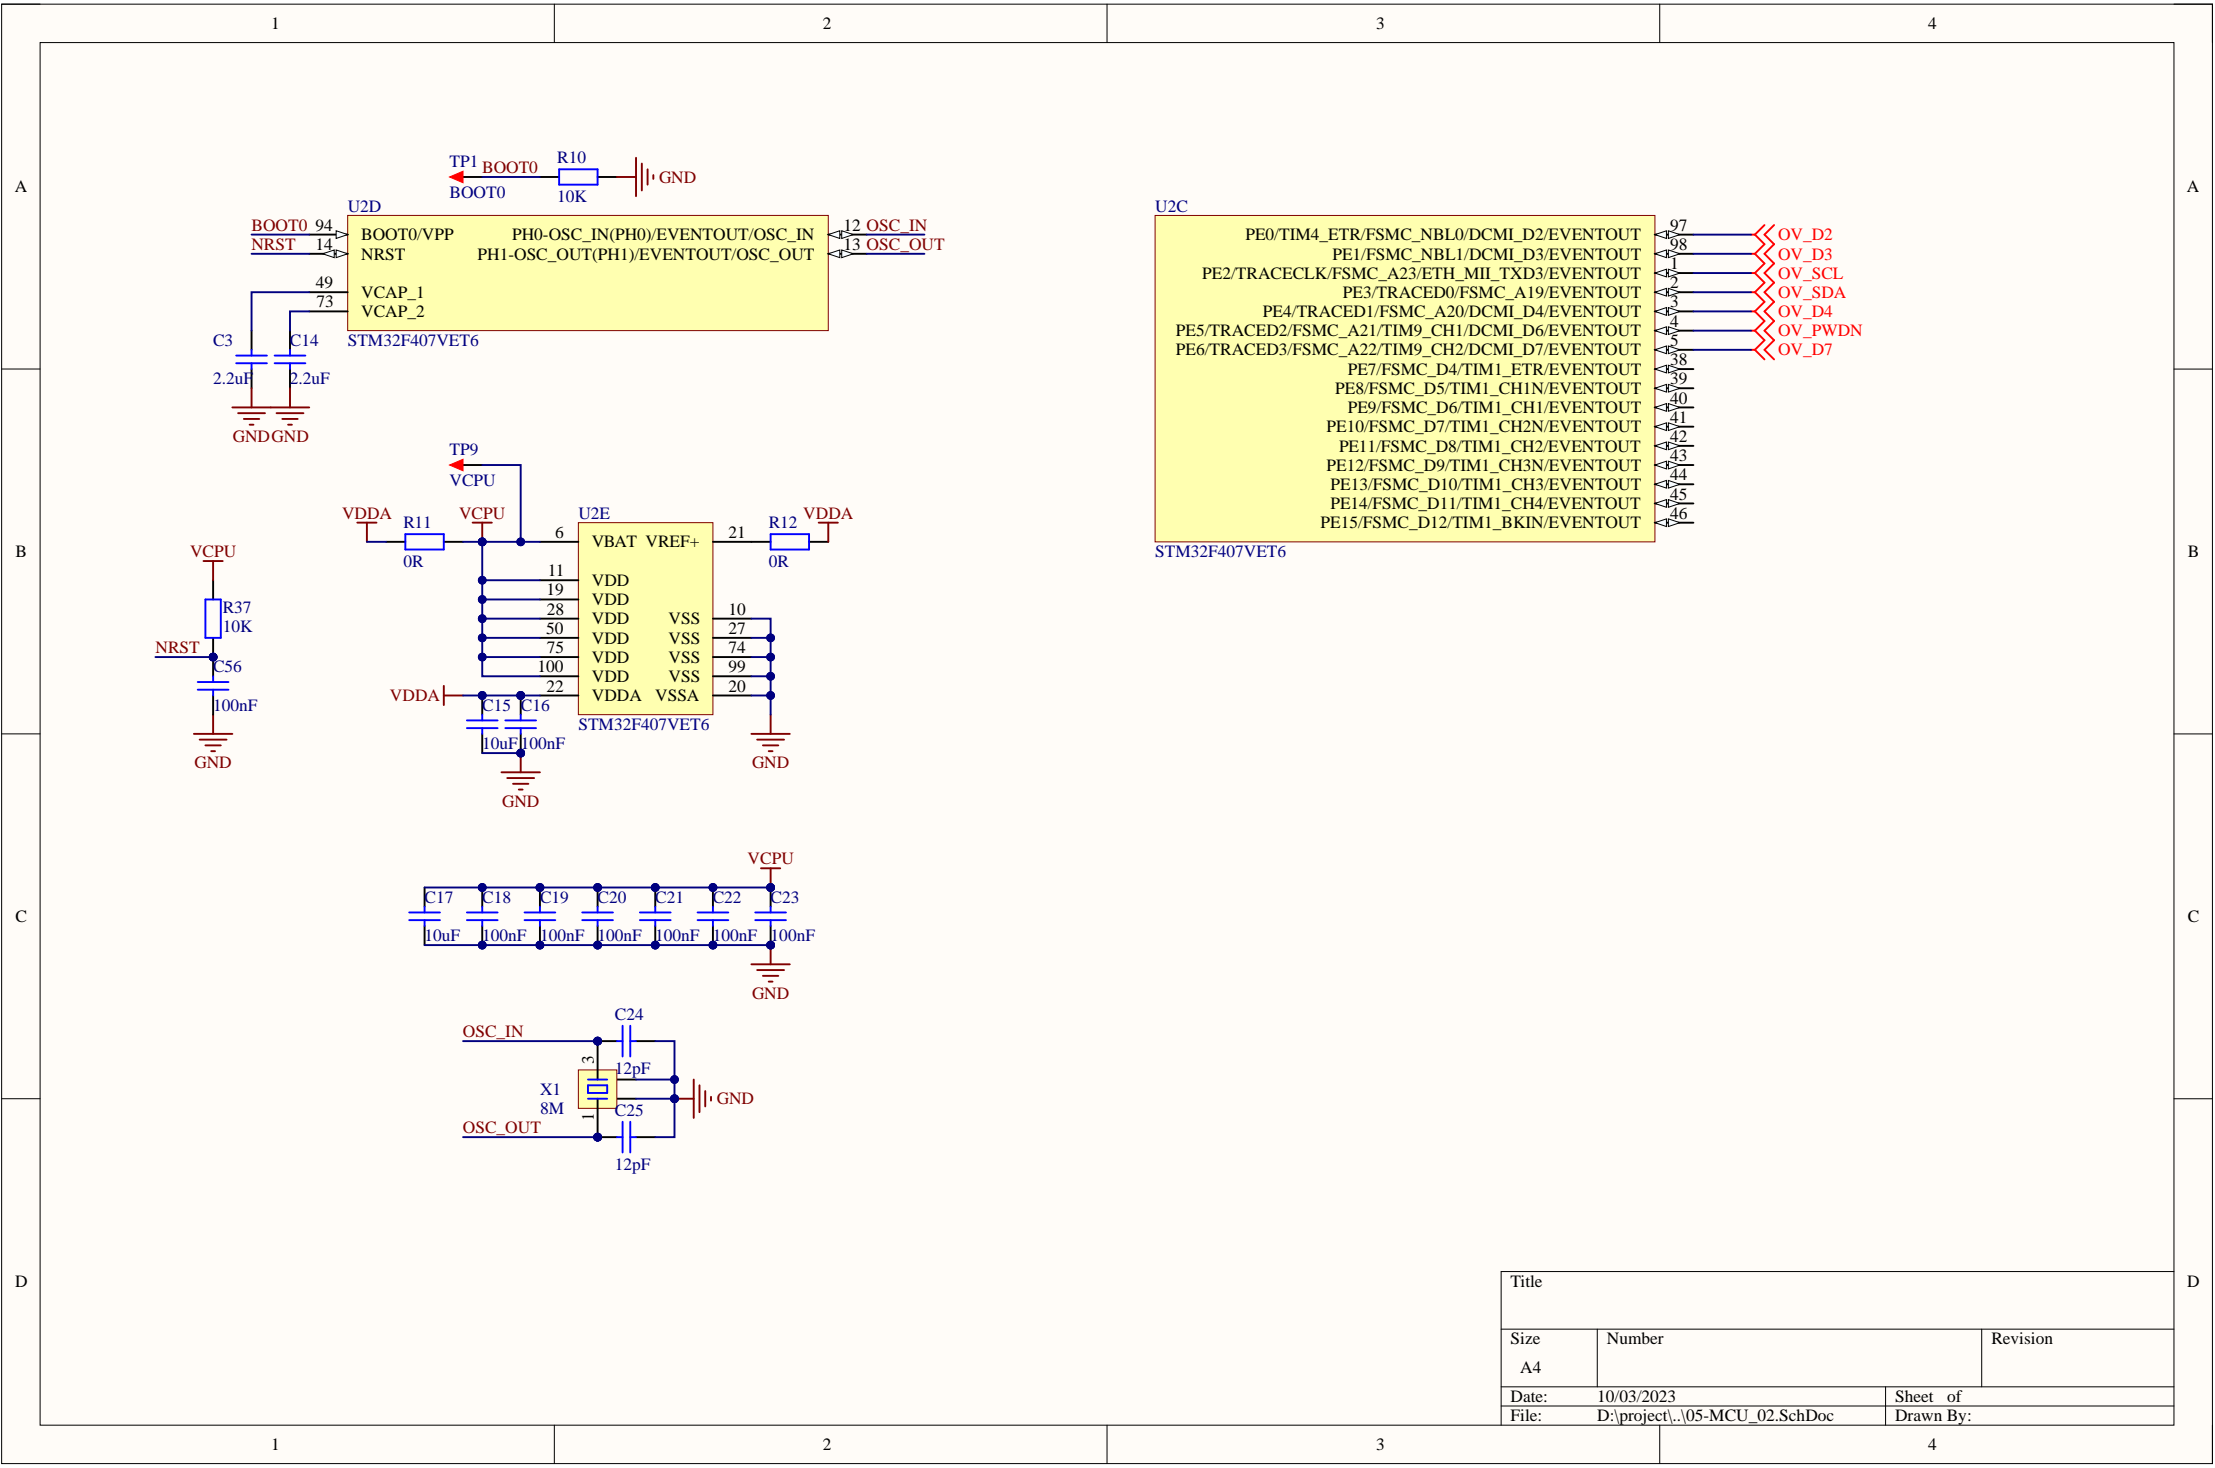 1 2 3 4
A A
B B
C C
D D
TP1 BOOT0 R10
BOOT0 10K GND
U2D
BOOT0 94 BOOT0/VPP PH0-OSC_IN(PH0)/EVENTOUT/OSC_IN 12 OSC_IN
NRST 14 NRST PH1-OSC_OUT(PH1)/EVENTOUT/OSC_OUT 13 OSC_OUT
49 VCAP_1
73 VCAP_2
STM32F407VET6
C3 C14
2.2uF 2.2uF
GND GND
U2C
PE0/TIM4_ETR/FSMC_NBL0/DCMI_D2/EVENTOUT 97 OV_D2
PE1/FSMC_NBL1/DCMI_D3/EVENTOUT 98 OV_D3
PE2/TRACECLK/FSMC_A23/ETH_MII_TXD3/EVENTOUT 1 OV_SCL
PE3/TRACED0/FSMC_A19/EVENTOUT 2 OV_SDA
PE4/TRACED1/FSMC_A20/DCMI_D4/EVENTOUT 3 OV_D4
PE5/TRACED2/FSMC_A21/TIM9_CH1/DCMI_D6/EVENTOUT 4 OV_PWDN
PE6/TRACED3/FSMC_A22/TIM9_CH2/DCMI_D7/EVENTOUT 5 OV_D7
PE7/FSMC_D4/TIM1_ETR/EVENTOUT 38
PE8/FSMC_D5/TIM1_CH1N/EVENTOUT 39
PE9/FSMC_D6/TIM1_CH1/EVENTOUT 40
PE10/FSMC_D7/TIM1_CH2N/EVENTOUT 41
PE11/FSMC_D8/TIM1_CH2/EVENTOUT 42
PE12/FSMC_D9/TIM1_CH3N/EVENTOUT 43
PE13/FSMC_D10/TIM1_CH3/EVENTOUT 44
PE14/FSMC_D11/TIM1_CH4/EVENTOUT 45
PE15/FSMC_D12/TIM1_BKIN/EVENTOUT 46
STM32F407VET6
TP9
VCPU
VDDA R11 VCPU U2E R12 VDDA
0R 6 VBAT VREF+ 21 0R
11 VDD
19 VDD
28 VDD VSS 10
50 VDD VSS 27
75 VDD VSS 74
100 VDD VSS 99
VDDA 22 VDDA VSSA 20
STM32F407VET6
C15 C16
10uF 100nF
GND
GND
VCPU
R37
10K
NRST
C56
100nF
GND
VCPU
C17 C18 C19 C20 C21 C22 C23
10uF 100nF 100nF 100nF 100nF 100nF 100nF
GND
OSC_IN C24
3 12pF
X1
8M GND
1 C25
OSC_OUT
12pF
Title
Size Number Revision
A4
Date: 10/03/2023 Sheet of
File: D:\project\..\05-MCU_02.SchDoc Drawn By:
1 2 3 4